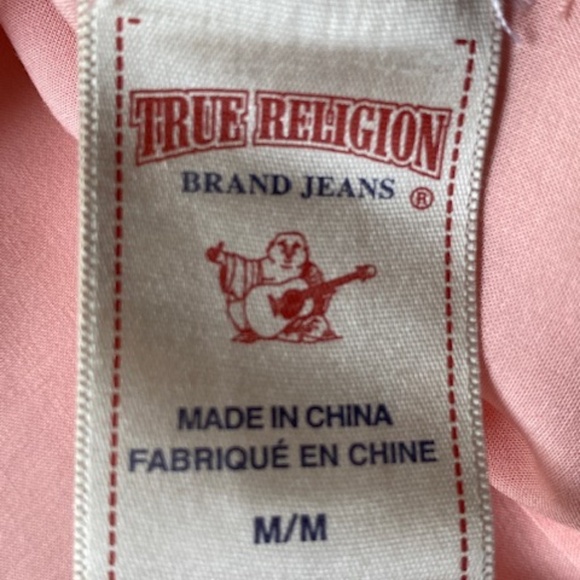 TRUE RELIGION
BRAND JEANS ®
MADE IN CHINA
FABRIQUÉ EN CHINE
M/M